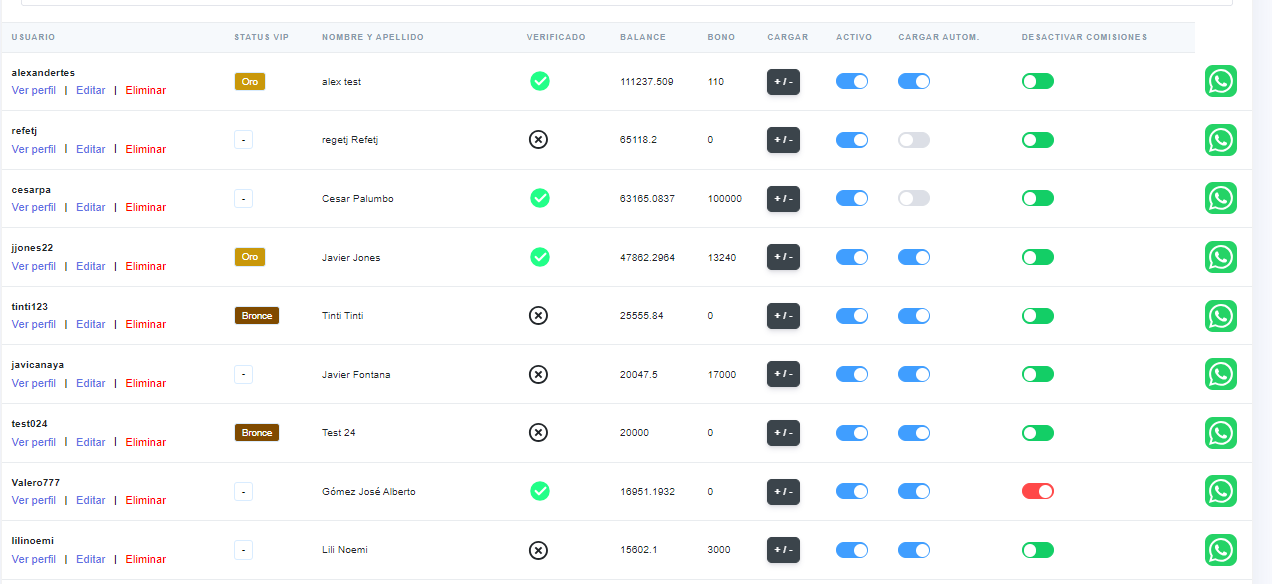 USUARIO STATUS VIP NOMBRE Y APELLIDO VERIFICADO BALANCE BONO CARGAR ACTIVO CARGAR AUTOM. DESACTIVAR COMISIONES
alexandertes
Ver perfil | Editar | Eliminar
Oro alex test 111237.509 110 + / -
refetj
Ver perfil | Editar | Eliminar
- regetj Refetj 65118.2 0 + / -
cesarpa
Ver perfil | Editar | Eliminar
- Cesar Palumbo 63165.0837 100000 + / -
jjones22
Ver perfil | Editar | Eliminar
Oro Javier Jones 47862.2964 13240 + / -
tinti123
Ver perfil | Editar | Eliminar
Bronce Tinti Tinti 25555.84 0 + / -
javicanaya
Ver perfil | Editar | Eliminar
- Javier Fontana 20047.5 17000 + / -
test024
Ver perfil | Editar | Eliminar
Bronce Test 24 20000 0 + / -
Valero777
Ver perfil | Editar | Eliminar
- Gómez José Alberto 16951.1932 0 + / -
lilinoemi
Ver perfil | Editar | Eliminar
- Lili Noemi 15602.1 3000 + / -